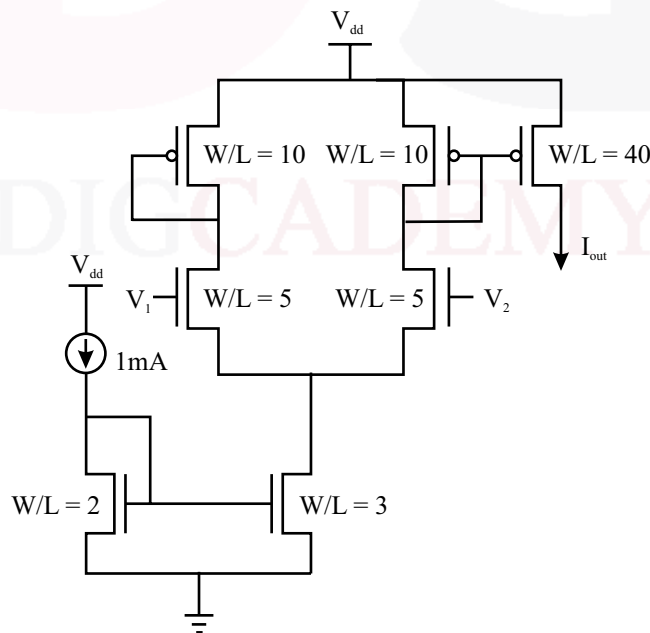 V_dd
W/L = 10
W/L = 10
W/L = 40
DIGCADEMY
I_out
V_dd
V_1
W/L = 5
W/L = 5
V_2
1mA
W/L = 2
W/L = 3